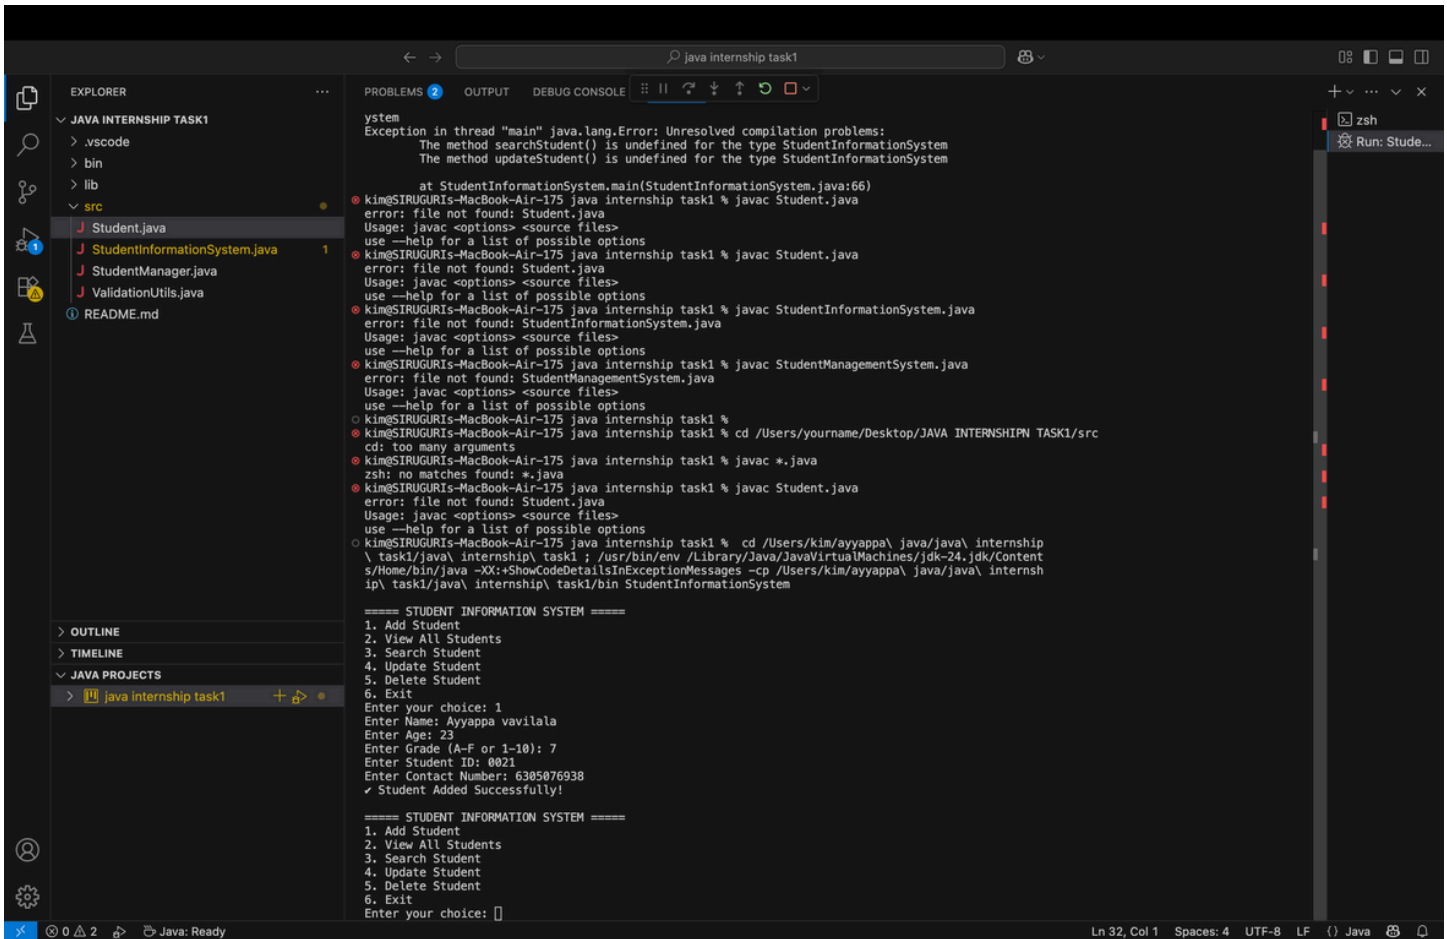 java internship task1
EXPLORER
JAVA INTERNSHIP TASK1
.vscode
bin
lib
src
Student.java
StudentInformationSystem.java 1
StudentManager.java
ValidationUtils.java
README.md
OUTLINE
TIMELINE
JAVA PROJECTS
java internship task1
PROBLEMS 2 OUTPUT DEBUG CONSOLE
ystem
Exception in thread "main" java.lang.Error: Unresolved compilation problems:
The method searchStudent() is undefined for the type StudentInformationSystem
The method updateStudent() is undefined for the type StudentInformationSystem
at StudentInformationSystem.main(StudentInformationSystem.java:66)
kim@SIRUGURIs-MacBook-Air-175 java internship task1 % javac Student.java
error: file not found: Student.java
Usage: javac <options> <source files>
use --help for a list of possible options
kim@SIRUGURIs-MacBook-Air-175 java internship task1 % javac Student.java
error: file not found: Student.java
Usage: javac <options> <source files>
use --help for a list of possible options
kim@SIRUGURIs-MacBook-Air-175 java internship task1 % javac StudentInformationSystem.java
error: file not found: StudentInformationSystem.java
Usage: javac <options> <source files>
use --help for a list of possible options
kim@SIRUGURIs-MacBook-Air-175 java internship task1 % javac StudentManagementSystem.java
error: file not found: StudentManagementSystem.java
Usage: javac <options> <source files>
use --help for a list of possible options
kim@SIRUGURIs-MacBook-Air-175 java internship task1 %
kim@SIRUGURIs-MacBook-Air-175 java internship task1 % cd /Users/yourname/Desktop/JAVA INTERNSHIPN TASK1/src
cd: too many arguments
kim@SIRUGURIs-MacBook-Air-175 java internship task1 % javac *.java
zsh: no matches found: *.java
kim@SIRUGURIs-MacBook-Air-175 java internship task1 % javac Student.java
error: file not found: Student.java
Usage: javac <options> <source files>
use --help for a list of possible options
kim@SIRUGURIs-MacBook-Air-175 java internship task1 %  cd /Users/kim/ayyappa\ java/java\ internship
\ task1/java\ internship\ task1 ; /usr/bin/env /Library/Java/JavaVirtualMachines/jdk-24.jdk/Content
s/Home/bin/java -XX:+ShowCodeDetailsInExceptionMessages -cp /Users/kim/ayyappa\ java/java\ internsh
ip\ task1/java\ internship\ task1/bin StudentInformationSystem
===== STUDENT INFORMATION SYSTEM =====
1. Add Student
2. View All Students
3. Search Student
4. Update Student
5. Delete Student
6. Exit
Enter your choice: 1
Enter Name: Ayyappa vavilala
Enter Age: 23
Enter Grade (A-F or 1-10): 7
Enter Student ID: 0021
Enter Contact Number: 6305076938
✔ Student Added Successfully!
===== STUDENT INFORMATION SYSTEM =====
1. Add Student
2. View All Students
3. Search Student
4. Update Student
5. Delete Student
6. Exit
Enter your choice:
zsh
Run: Stude...
1
0 2 Java: Ready
Ln 32, Col 1 Spaces: 4 UTF-8 LF {} Java